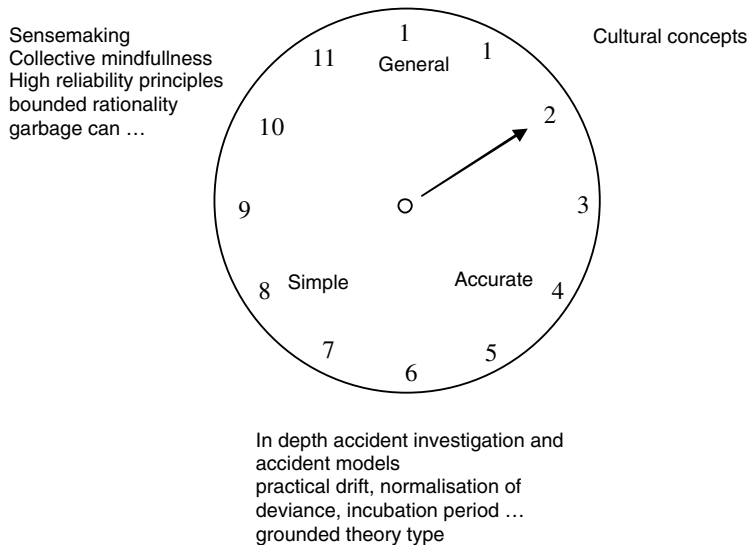 Sensemaking
Collective mindfullness
High reliability principles
bounded rationality
garbage can …
Cultural concepts
1
General
1
2
3
4
5
6
7
8
9
10
11
Simple
Accurate
In depth accident investigation and
accident models
practical drift, normalisation of
deviance, incubation period …
grounded theory type